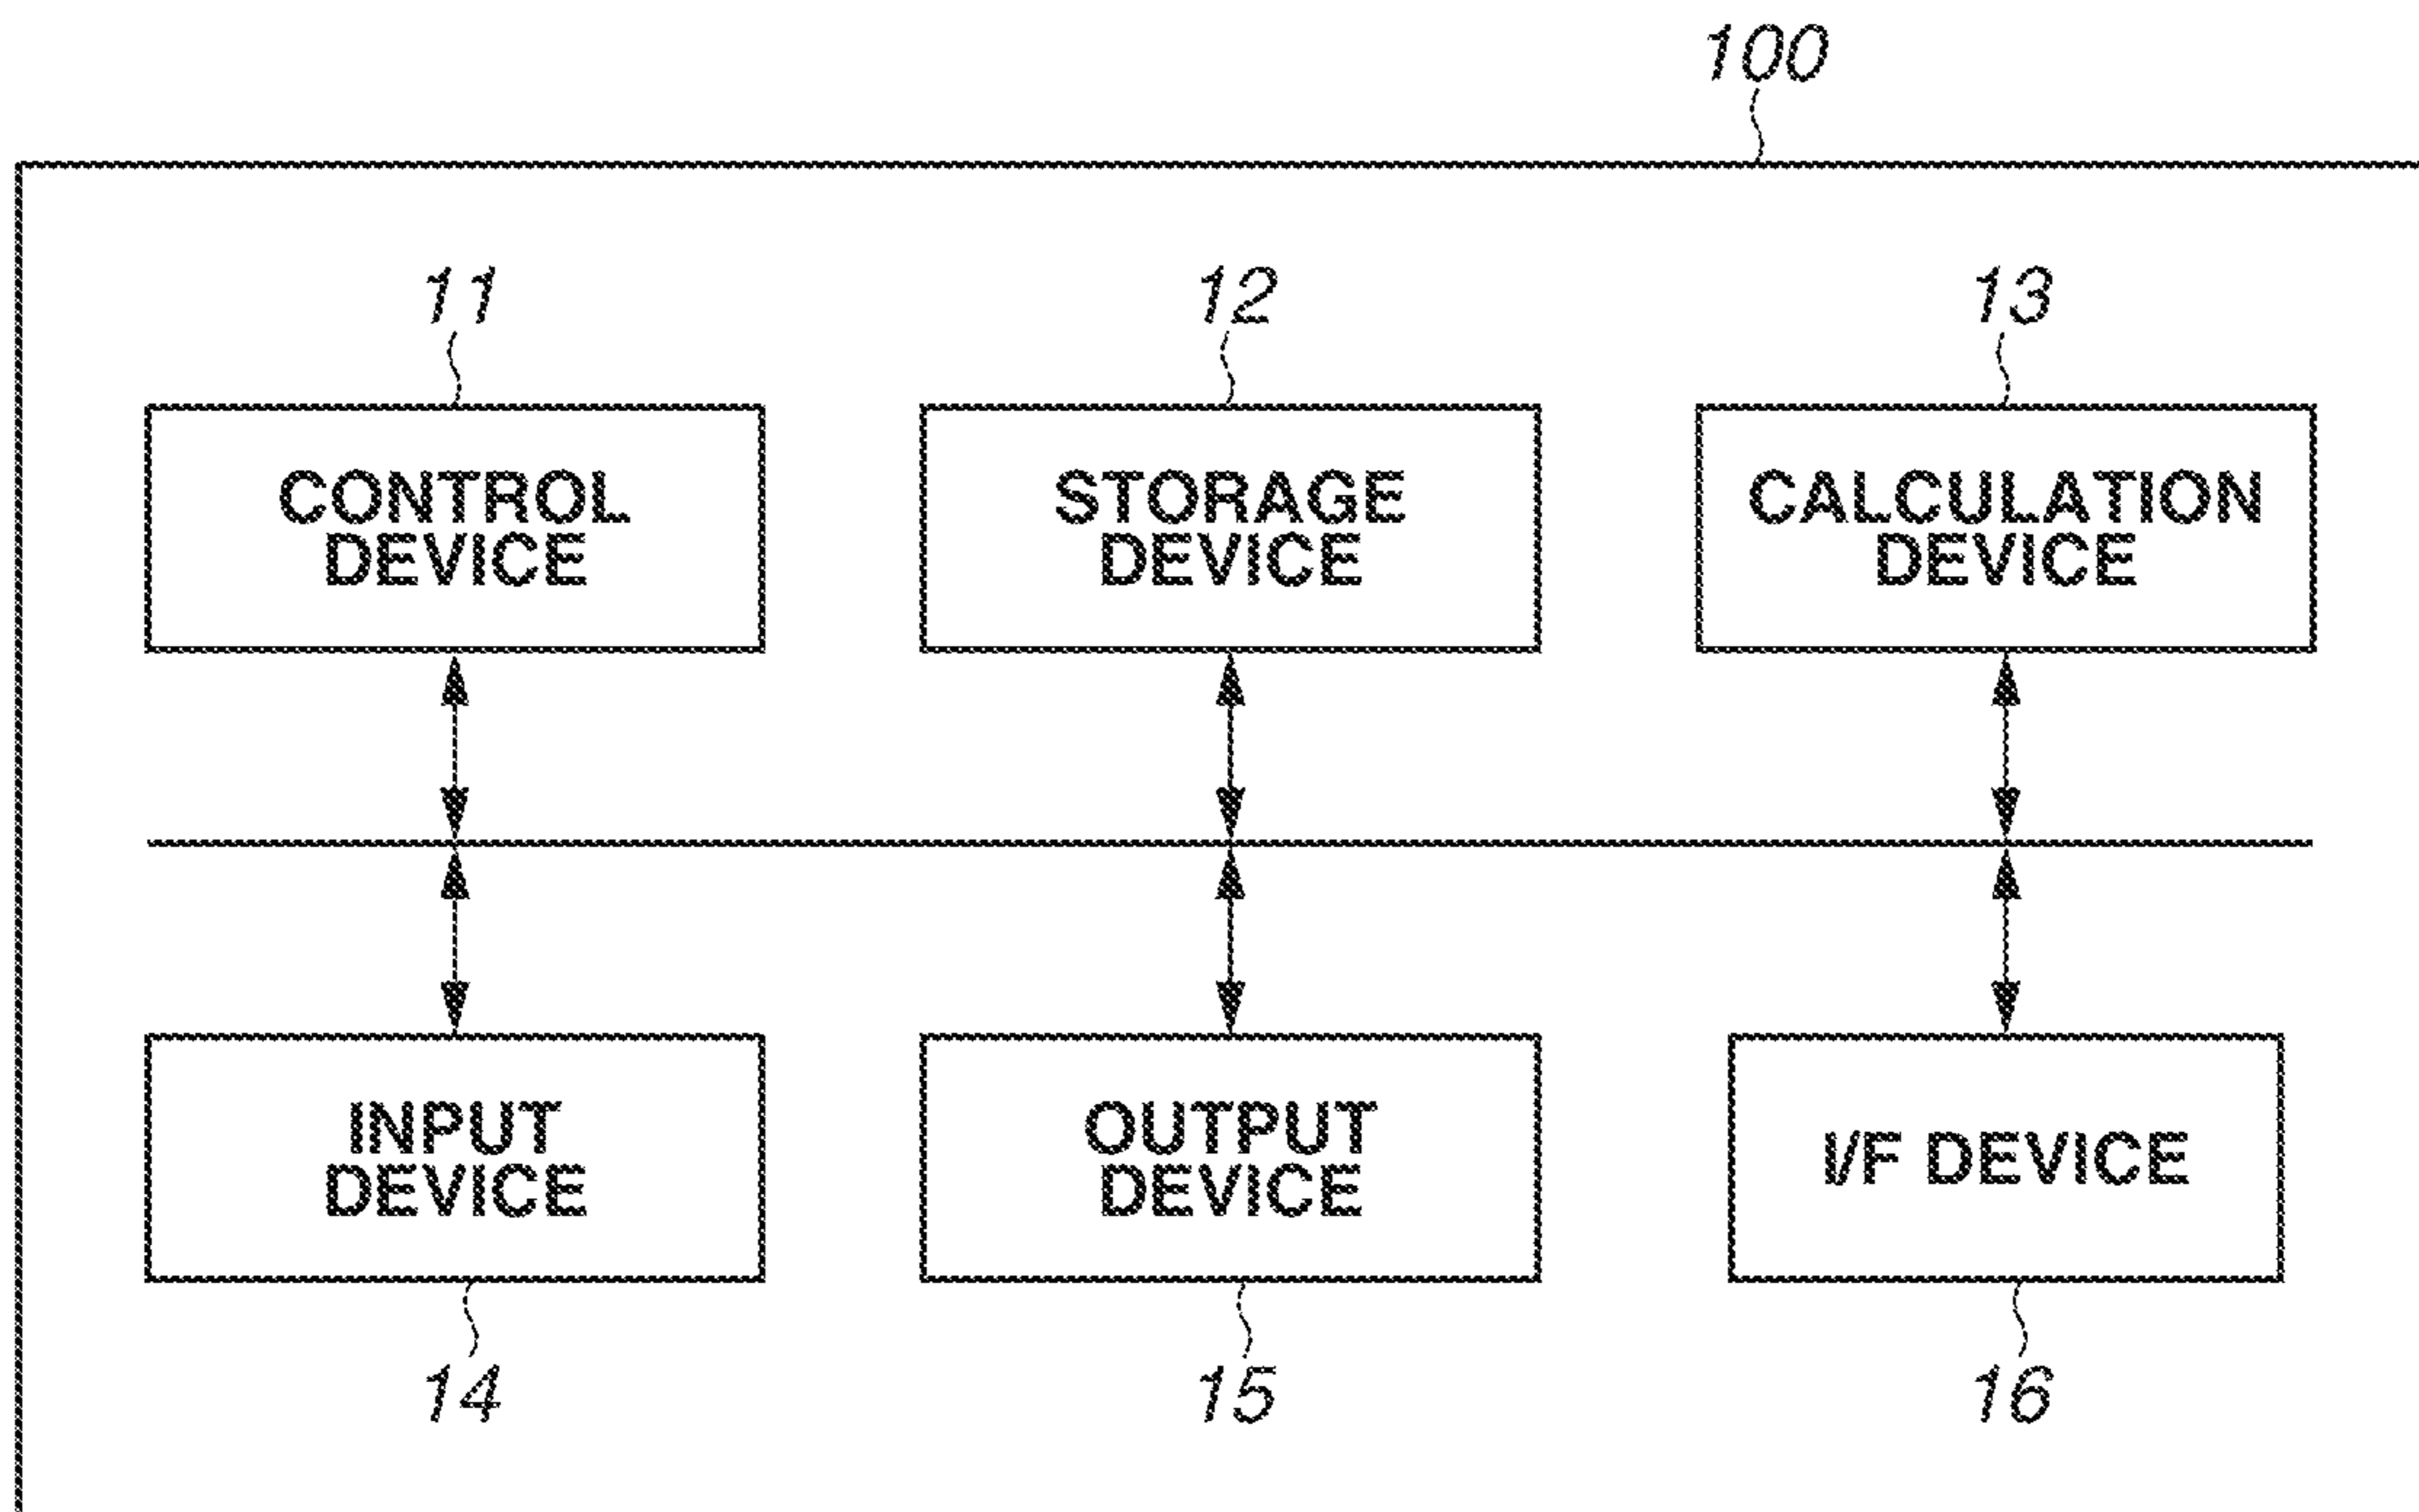 100
11
12
13
CONTROL
DEVICE
STORAGE
DEVICE
CALCULATION
DEVICE
INPUT
DEVICE
OUTPUT
DEVICE
I/F DEVICE
14
15
16